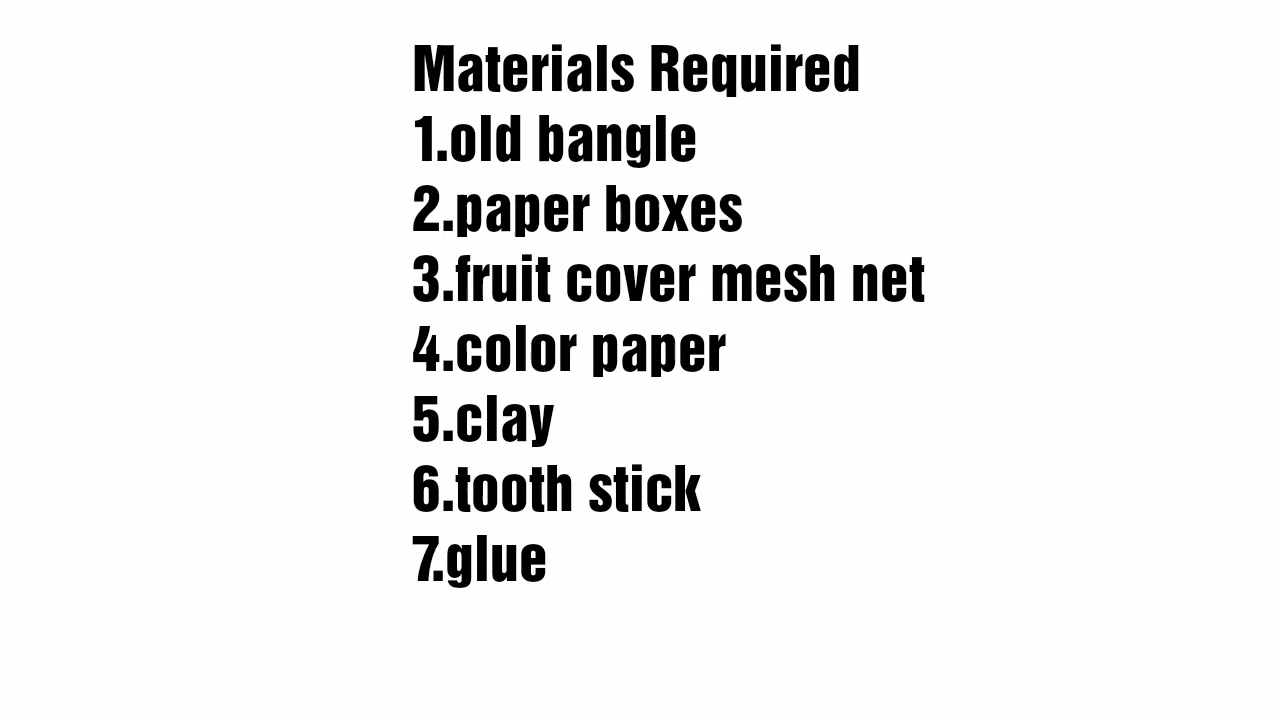 Materials Required
1.old bangle
2.paper boxes
3.fruit cover mesh net
4.color paper
5.clay
6.tooth stick
7.glue